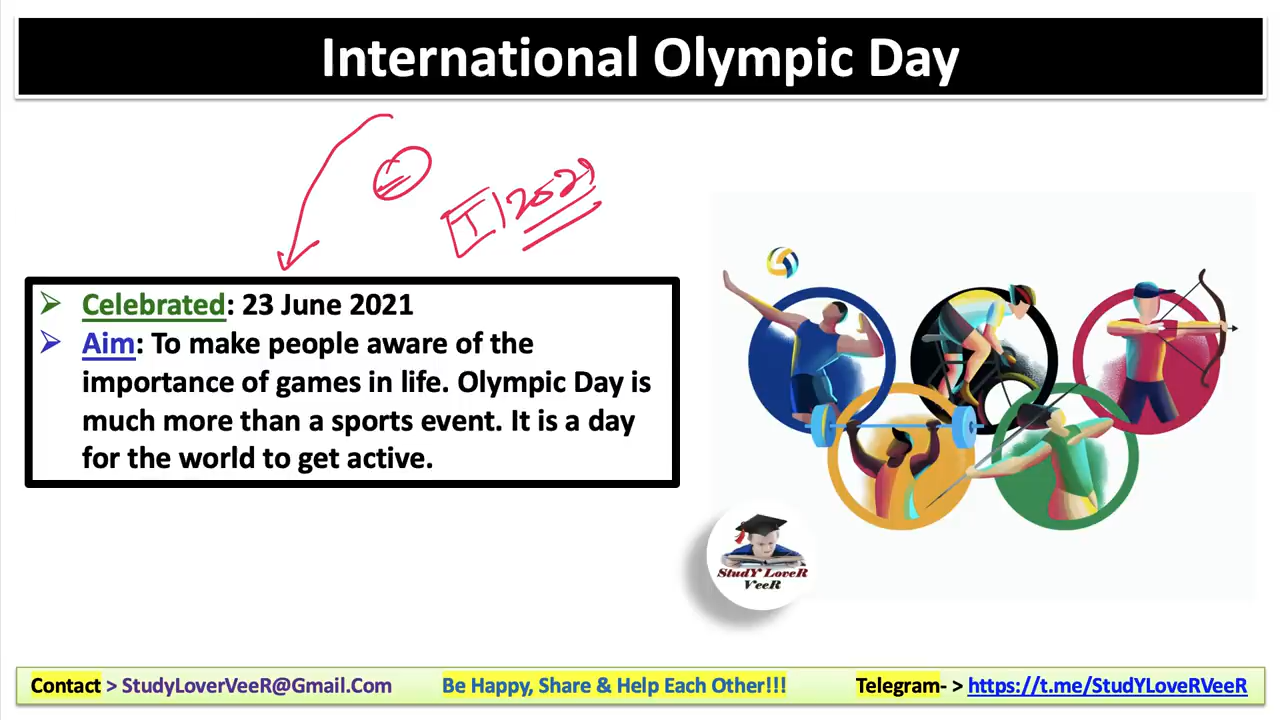 International Olympic Day
➢ Celebrated: 23 June 2021
➢ Aim: To make people aware of the
importance of games in life. Olympic Day is
much more than a sports event. It is a day
for the world to get active.
StudY LoveR
VeeR
Contact > StudyLoverVeeR@Gmail.Com Be Happy, Share & Help Each Other!!! Telegram- > https://t.me/StudYLoveRVeeR